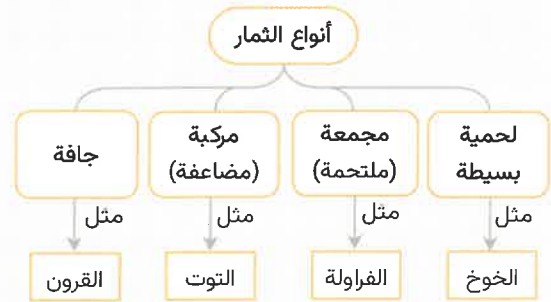 أنواع الثمار
لحمية
بسيطة
مجمعة
(ملتحمة)
مركبة
(مضاعفة)
جافة
مثل
مثل
مثل
مثل
الخوخ
الفراولة
التوت
القرون